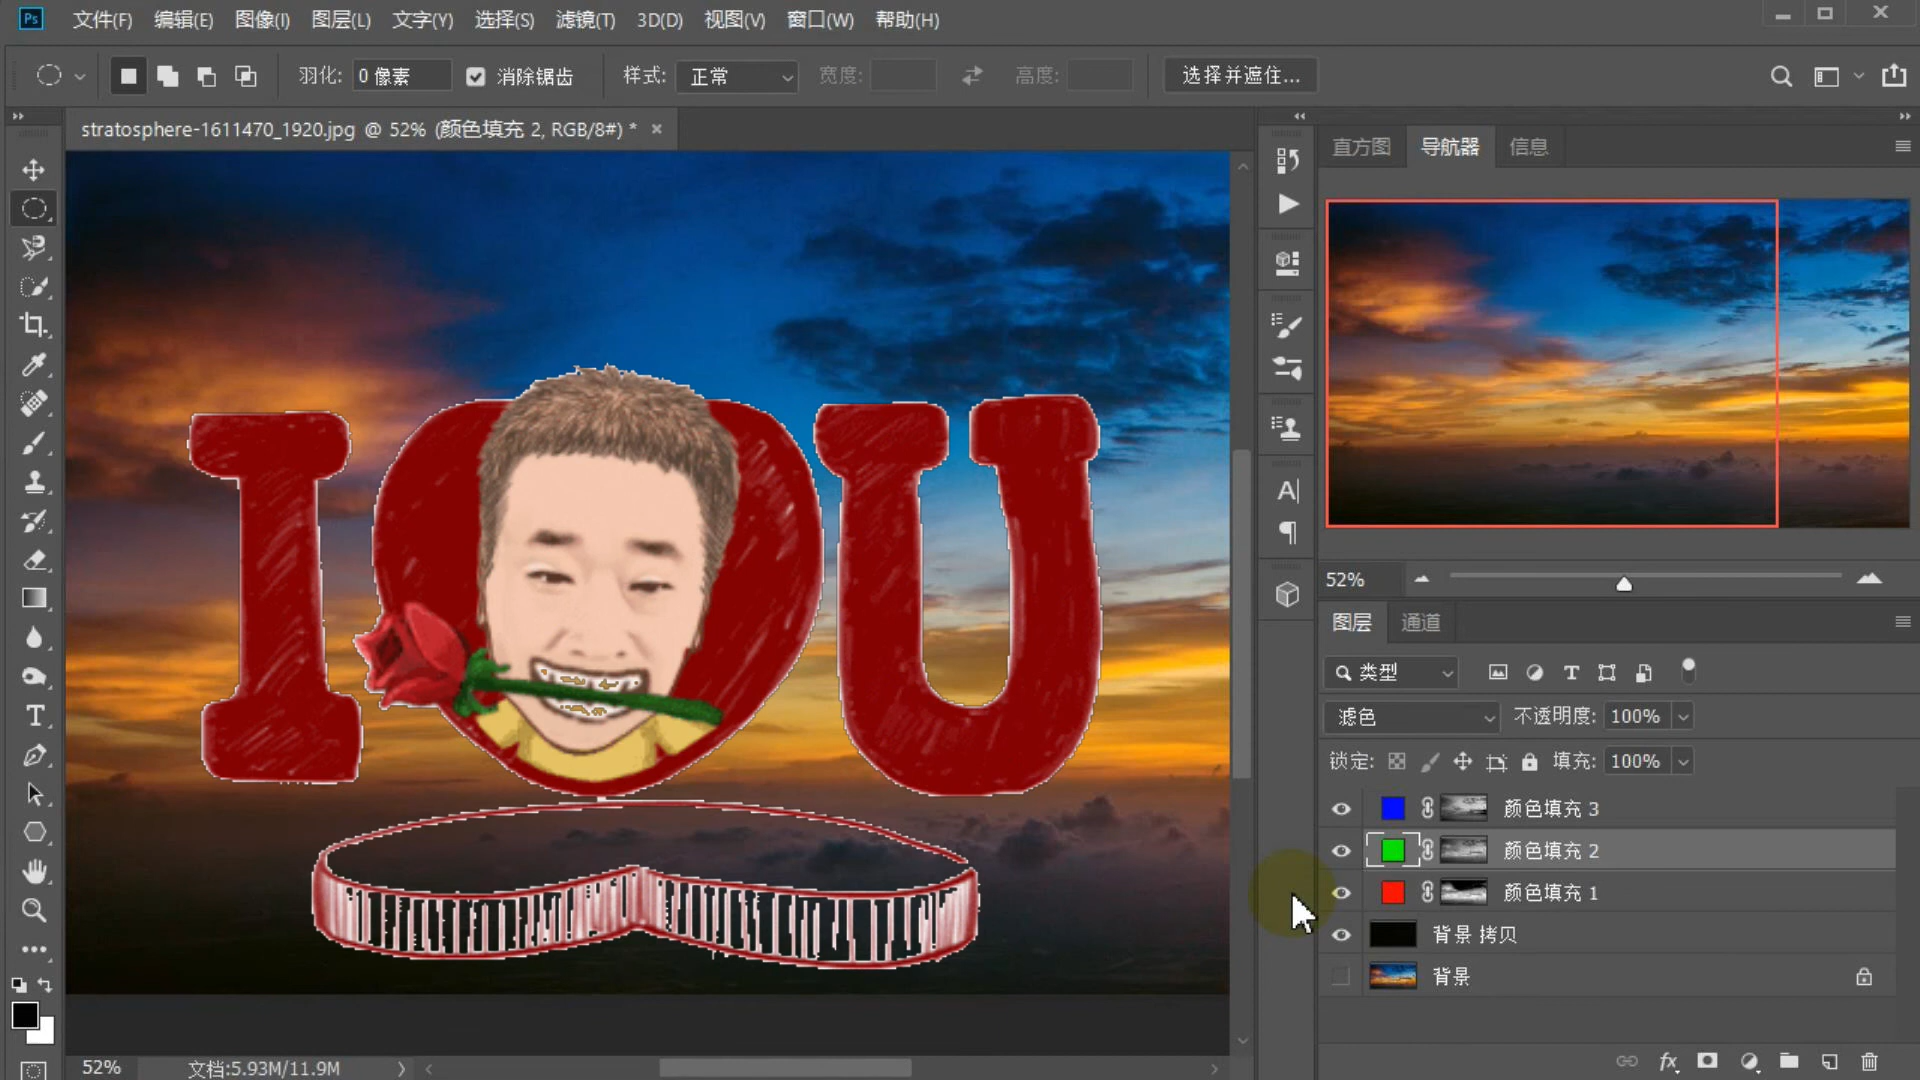 Ps 文件(F) 编辑(E) 图像(I) 图层(L) 文字(Y) 选择(S) 滤镜(T) 3D(D) 视图(V) 窗口(W) 帮助(H)
羽化: 0 像素 消除锯齿 样式: 正常 宽度: 高度: 选择并遮住...
stratosphere-1611470_1920.jpg @ 52% (颜色填充 2, RGB/8#) *
直方图 导航器 信息
I U
52%
图层 通道
类型
滤色 不透明度: 100%
锁定: 填充: 100%
颜色填充 3
颜色填充 2
颜色填充 1
背景 拷贝
背景
fx
52% 文档:5.93M/11.9M